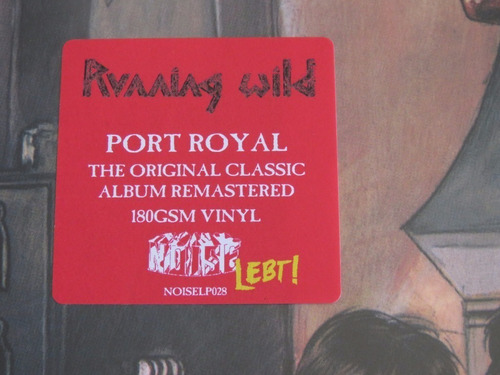 Running wild
PORT ROYAL
THE ORIGINAL CLASSIC
ALBUM REMASTERED
180GSM VINYL
NOISE
LEBT!
NOISELP028